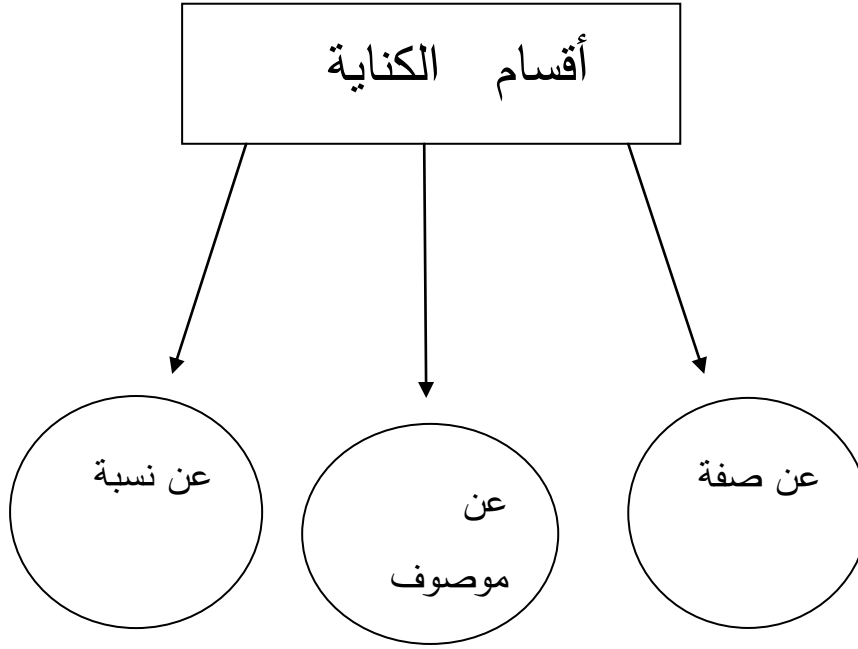 أقسام الكناية
عن صفة
عن
موصوف
عن نسبة